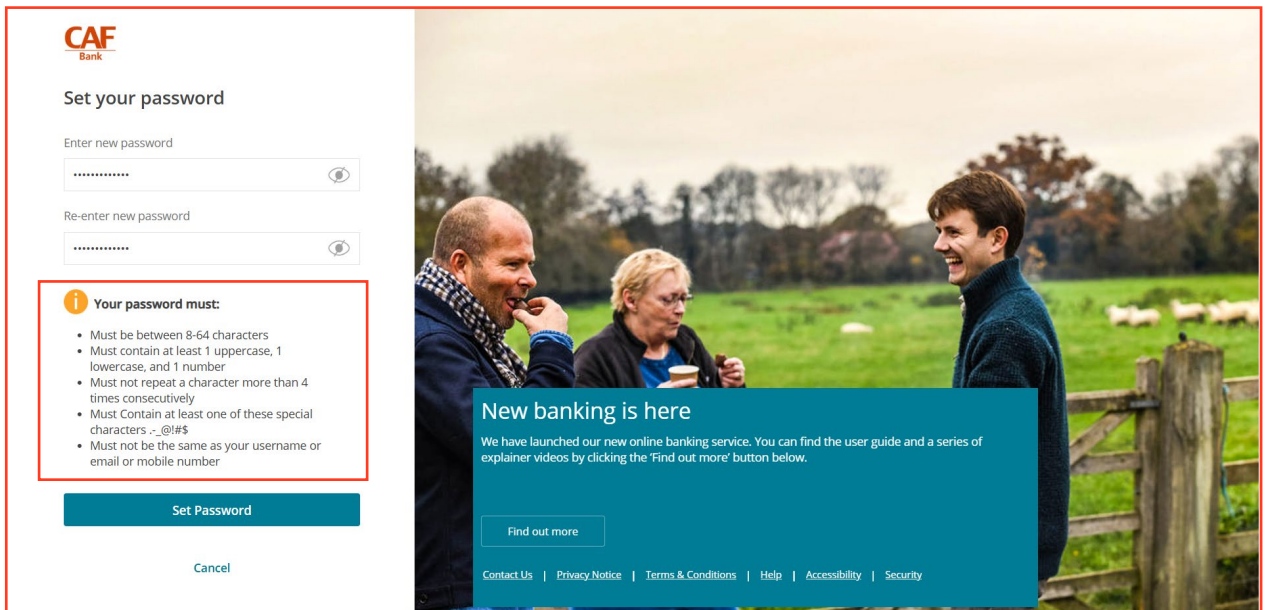 CAF
Bank
Set your password
Enter new password
•••••••••••••
Re-enter new password
•••••••••••••
i Your password must:
• Must be between 8-64 characters
• Must contain at least 1 uppercase, 1
lowercase, and 1 number
• Must not repeat a character more than 4
times consecutively
• Must Contain at least one of these special
characters .-_@!#$
• Must not be the same as your username or
email or mobile number
Set Password
Cancel
New banking is here
We have launched our new online banking service. You can find the user guide and a series of
explainer videos by clicking the 'Find out more' button below.
Find out more
Contact Us | Privacy Notice | Terms & Conditions | Help | Accessibility | Security